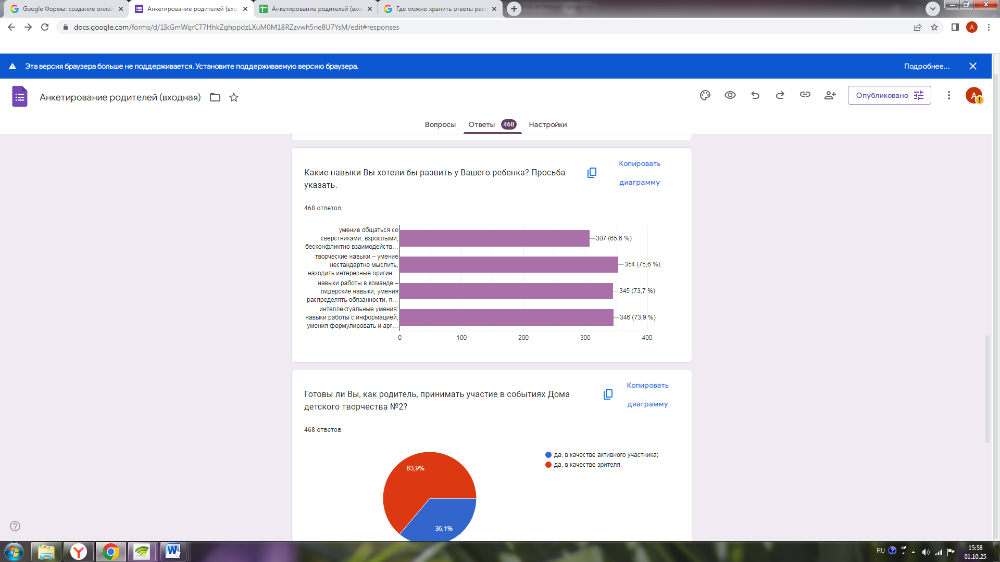 Google Формы: создание онлай
Анкетирование родителей (вхо
Анкетирование родителей (вхо
Где можно хранить ответы респ
docs.google.com/forms/d/1IkGmWgrCT7HhkZghppdzLXuM0M18RZzvwh5ne8U7YsM/edit#responses
A
Эта версия браузера больше не поддерживается. Установите поддерживаемую версию браузера.
Подробнее...
Анкетирование родителей (входная)
Опубликовано
A
Вопросы
Ответы 468
Настройки
Какие навыки Вы хотели бы развить у Вашего ребенка? Просьба
указать.
Копировать
диаграмму
468 ответов
умение общаться со
сверстниками, взрослыми,
бесконфликтно взаимодейств...
307 (65,6 %)
творческие навыки – умение
нестандартно мыслить,
находить интересные оригин...
354 (75,6 %)
навыки работы в команде –
лидерские навыки, умения
распределять обязанности, п...
345 (73,7 %)
интеллектуальные умения:
навыки работы с информацией,
умения формулировать и арг...
346 (73,9 %)
0 100 200 300 400
Готовы ли Вы, как родитель, принимать участие в событиях Дома
детского творчества №2?
Копировать
диаграмму
468 ответов
да, в качестве активного участника;
да, в качестве зрителя.
63,9%
36,1%
RU
15:58
01.10.25